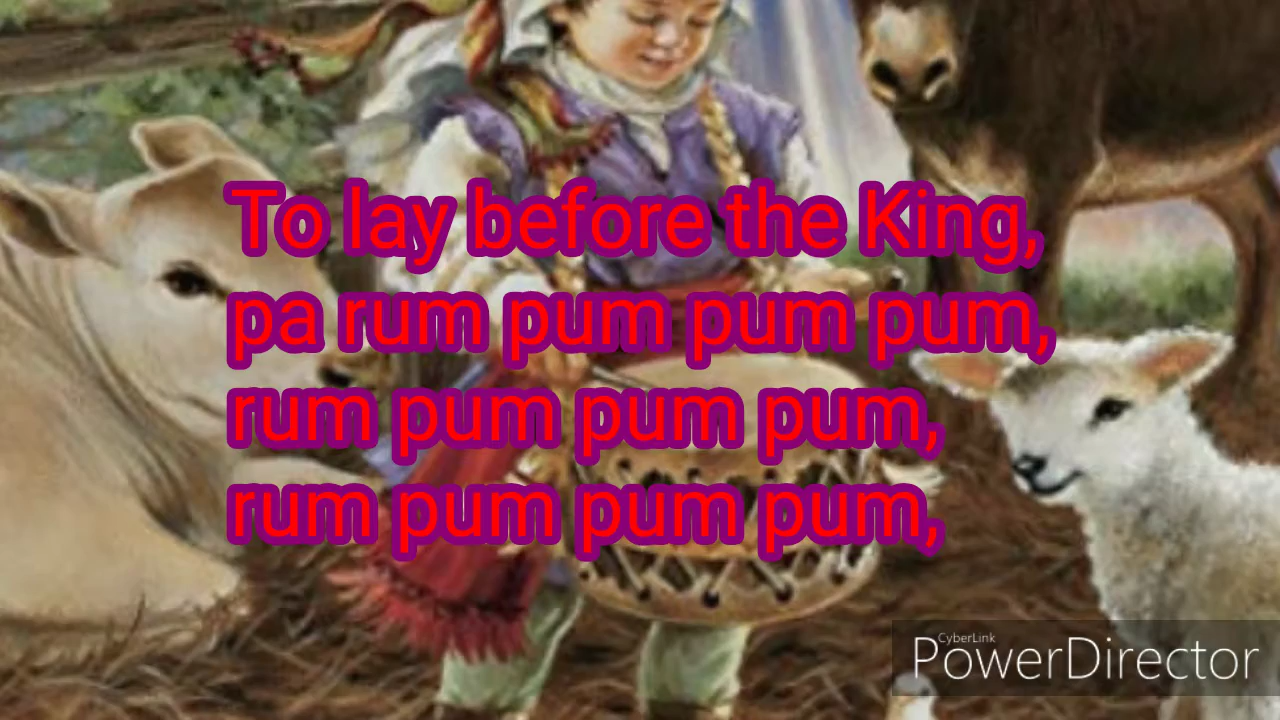 To lay before the King,
pa rum pum pum pum,
rum pum pum pum,
rum pum pum pum,
CyberLink
PowerDirector